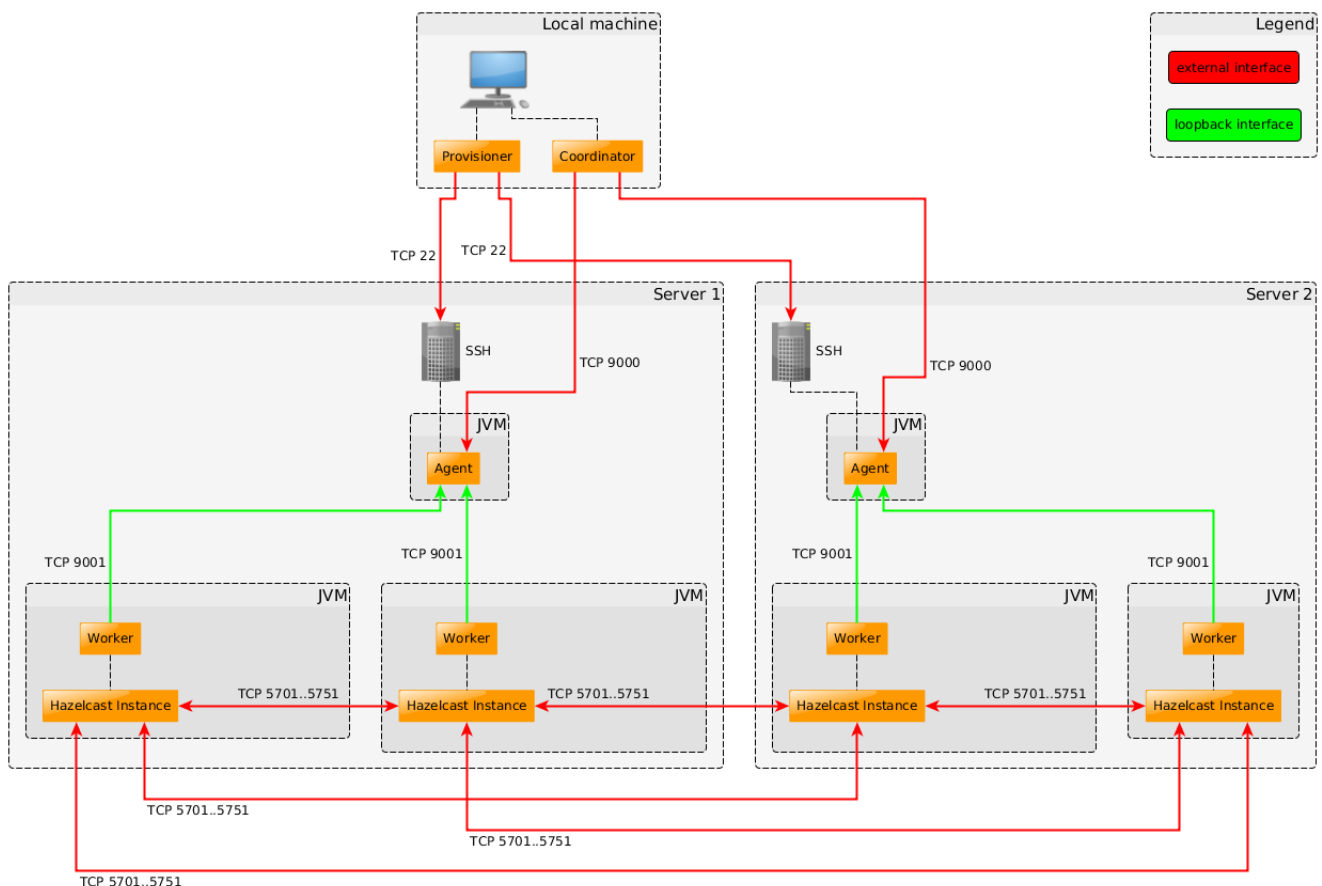 Local machine
Legend
external interface
loopback interface
Provisioner
Coordinator
TCP 22
TCP 22
Server 1
Server 2
SSH
SSH
TCP 9000
TCP 9000
JVM
JVM
Agent
Agent
TCP 9001
TCP 9001
TCP 9001
TCP 9001
JVM
JVM
JVM
JVM
Worker
Worker
Worker
Worker
TCP 5701..5751
TCP 5701..5751
TCP 5701..5751
Hazelcast Instance
Hazelcast Instance
Hazelcast Instance
Hazelcast Instance
TCP 5701..5751
TCP 5701..5751
TCP 5701..5751